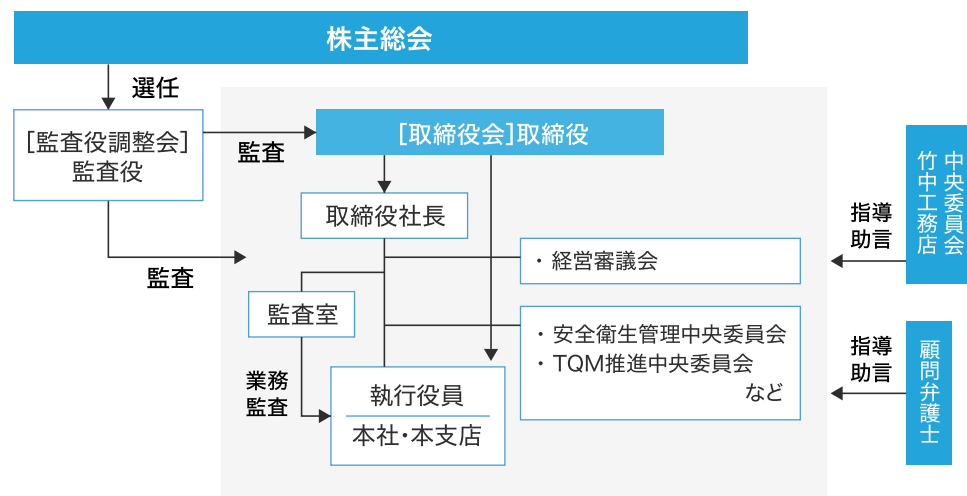 株主総会
選任
[監査役調整会]
監査役
監査
[取締役会]取締役
取締役社長
監査
・経営審議会
監査室
・安全衛生管理中央委員会
・TQM推進中央委員会
など
業務
監査
執行役員
本社・本支店
指導
助言
竹中工務店
中央委員会
指導
助言
顧問弁護士